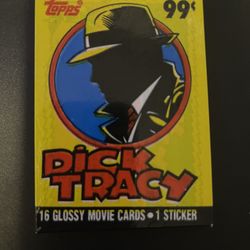 Topps®
99¢
DICK
TRACY
16 GLOSSY MOVIE CARDS • 1 STICKER